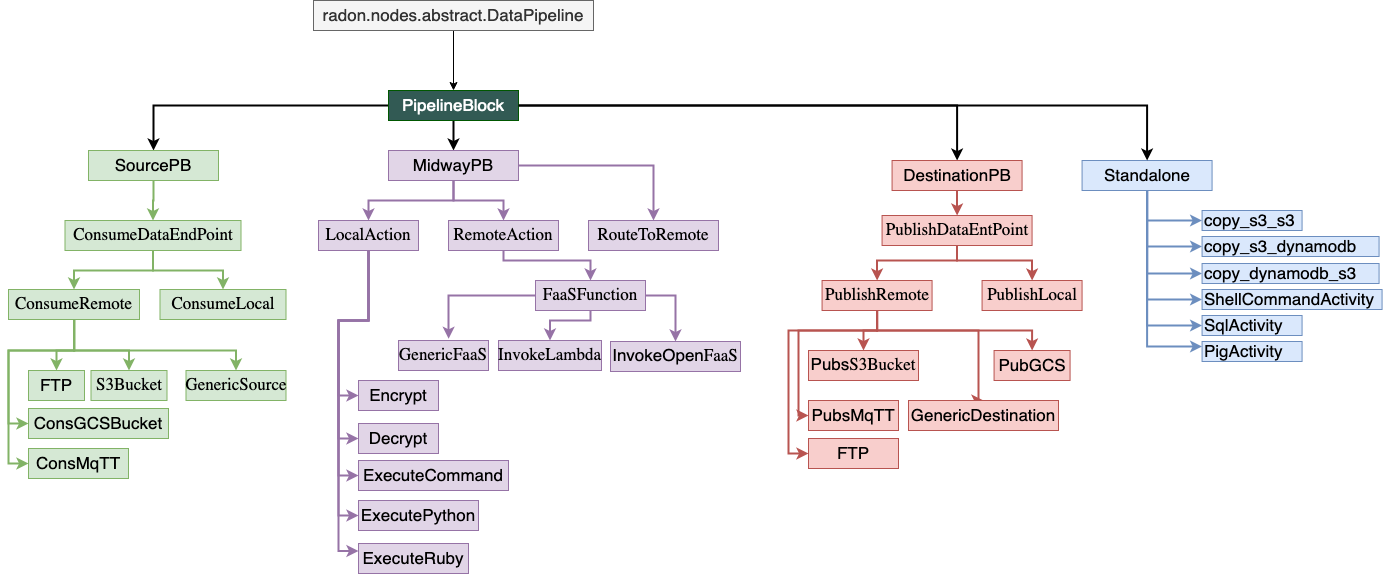 radon.nodes.abstract.DataPipeline
PipelineBlock
SourcePB
MidwayPB
DestinationPB
Standalone
ConsumeDataEndPoint
LocalAction
RemoteAction
RouteToRemote
PublishDataEntPoint
copy_s3_s3
copy_s3_dynamodb
copy_dynamodb_s3
ShellCommandActivity
SqlActivity
PigActivity
ConsumeRemote
ConsumeLocal
FaaSFunction
PublishRemote
PublishLocal
GenericFaaS
InvokeLambda
InvokeOpenFaaS
FTP
S3Bucket
GenericSource
ConsGCSBucket
ConsMqTT
Encrypt
Decrypt
ExecuteCommand
ExecutePython
ExecuteRuby
PubsS3Bucket
PubGCS
PubsMqTT
GenericDestination
FTP